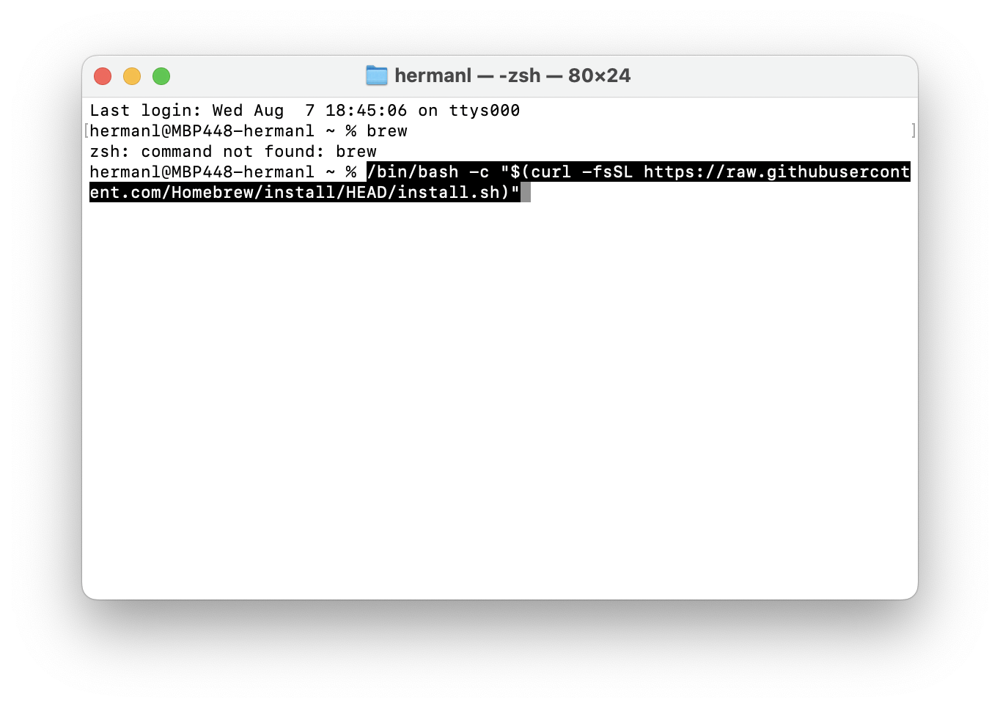 hermanl — -zsh — 80×24
Last login: Wed Aug  7 18:45:06 on ttys000
[hermanl@MBP448-hermanl ~ % brew ]
zsh: command not found: brew
hermanl@MBP448-hermanl ~ % /bin/bash -c "$(curl -fsSL https://raw.githubusercont
ent.com/Homebrew/install/HEAD/install.sh)"